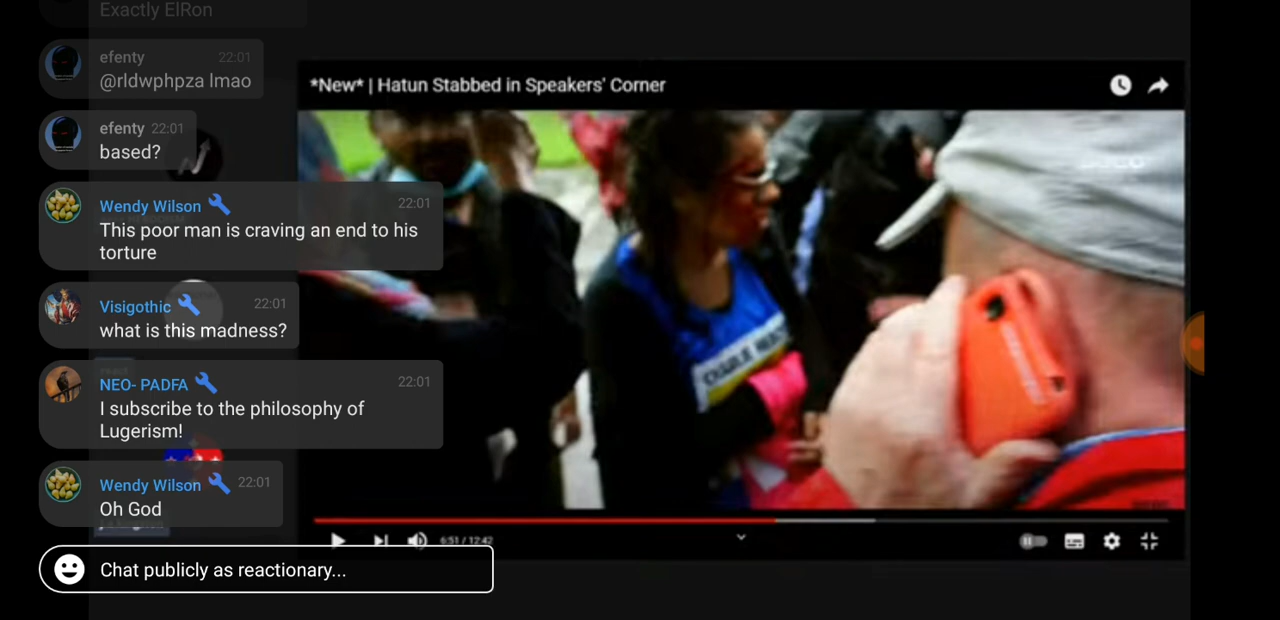 Exactly ElRon
efenty 22:01
@rldwphpza lmao
efenty 22:01
based?
Wendy Wilson 22:01
This poor man is craving an end to his
torture
Visigothic 22:01
what is this madness?
NEO- PADFA 22:01
I subscribe to the philosophy of
Lugerism!
Wendy Wilson 22:01
Oh God
Chat publicly as reactionary...
*New* | Hatun Stabbed in Speakers' Corner
6:51 / 12:42